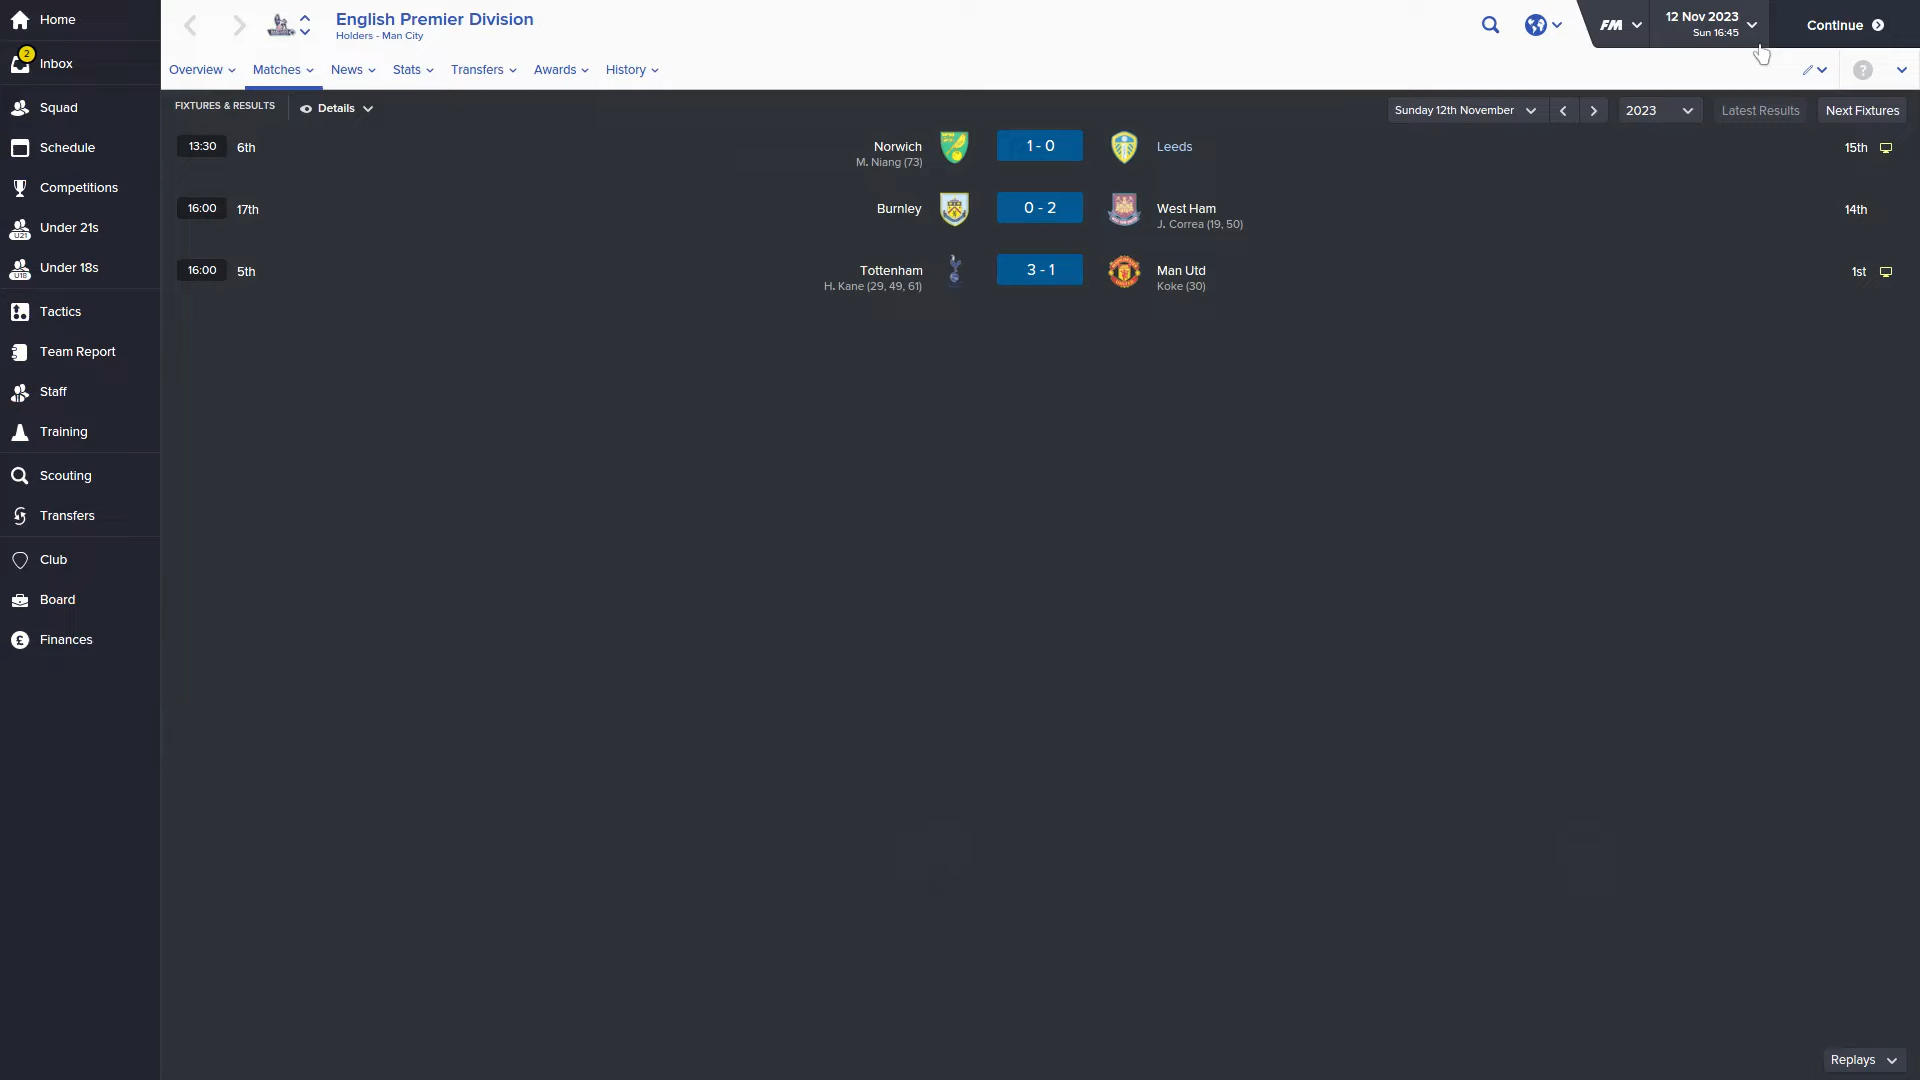 Home
2
Inbox
Squad
Schedule
Competitions
U21
Under 21s
U18
Under 18s
Tactics
Team Report
Staff
Training
Scouting
Transfers
Club
Board
£
Finances
English Premier Division
Holders - Man City
FM
12 Nov 2023
Sun 16:45
Continue
Overview Matches News Stats Transfers Awards History
?
FIXTURES & RESULTS Details
Sunday 12th November 2023 Latest Results Next Fixtures
13:30 6th Norwich 1 - 0 Leeds 15th
M. Niang (73)
16:00 17th Burnley 0 - 2 West Ham 14th
J. Correa (19, 50)
16:00 5th Tottenham 3 - 1 Man Utd 1st
H. Kane (29, 49, 61) Koke (30)
Replays